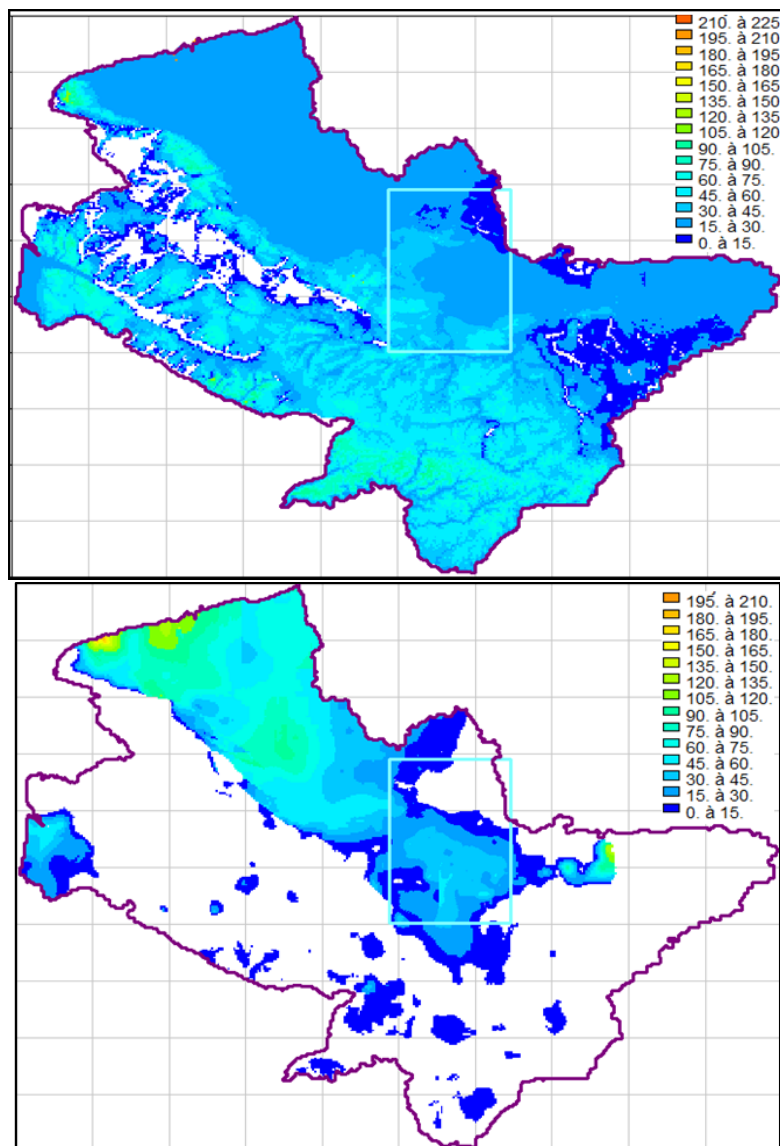 210. à 225
195. à 210
180. à 195
165. à 180
150. à 165
135. à 150
120. à 135
105. à 120
90. à 105.
75. à 90.
60. à 75.
45. à 60.
30. à 45.
15. à 30.
0. à 15.
195. à 210.
180. à 195.
165. à 180.
150. à 165.
135. à 150.
120. à 135.
105. à 120.
90. à 105.
75. à 90.
60. à 75.
45. à 60.
30. à 45.
15. à 30.
0. à 15.